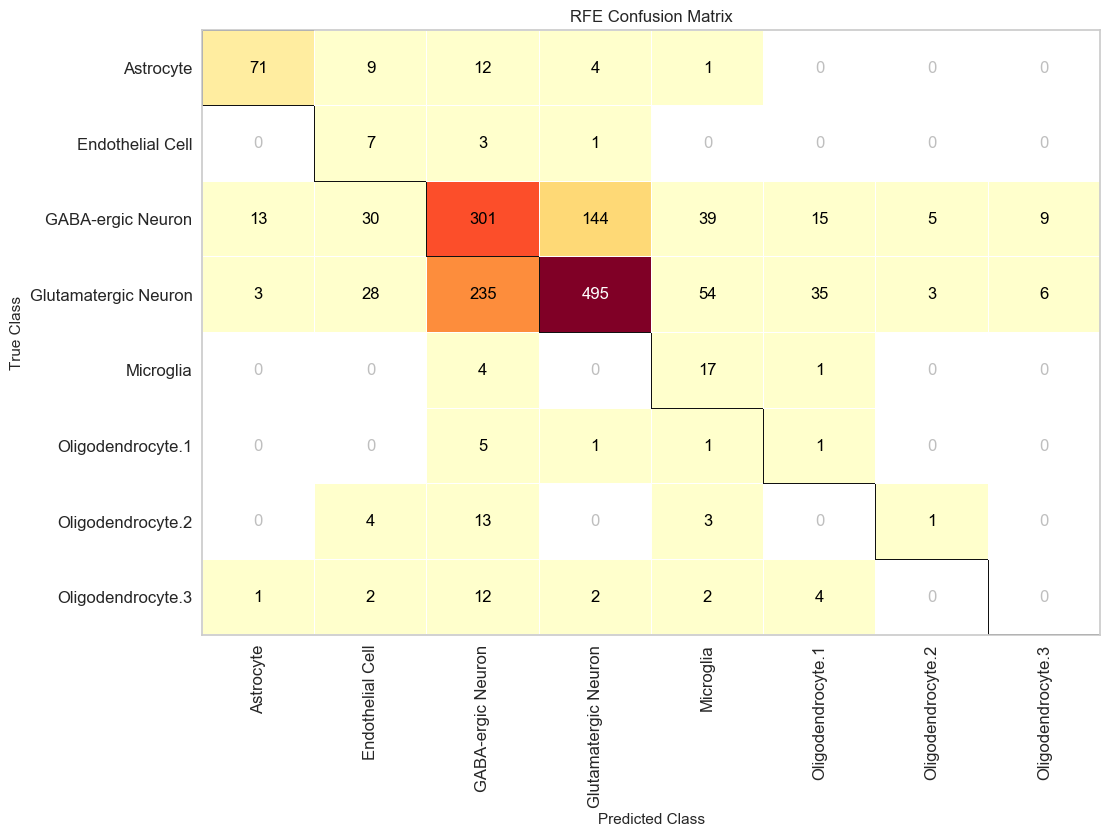 RFE Confusion Matrix
Astrocyte 71 9 12 4 1 0 0 0
Endothelial Cell 0 7 3 1 0 0 0 0
GABA-ergic Neuron 13 30 301 144 39 15 5 9
Glutamatergic Neuron 3 28 235 495 54 35 3 6
Microglia 0 0 4 0 17 1 0 0
Oligodendrocyte.1 0 0 5 1 1 1 0 0
Oligodendrocyte.2 0 4 13 0 3 0 1 0
Oligodendrocyte.3 1 2 12 2 2 4 0 0
True Class
Astrocyte
Endothelial Cell
GABA-ergic Neuron
Glutamatergic Neuron
Microglia
Oligodendrocyte.1
Oligodendrocyte.2
Oligodendrocyte.3
Predicted Class